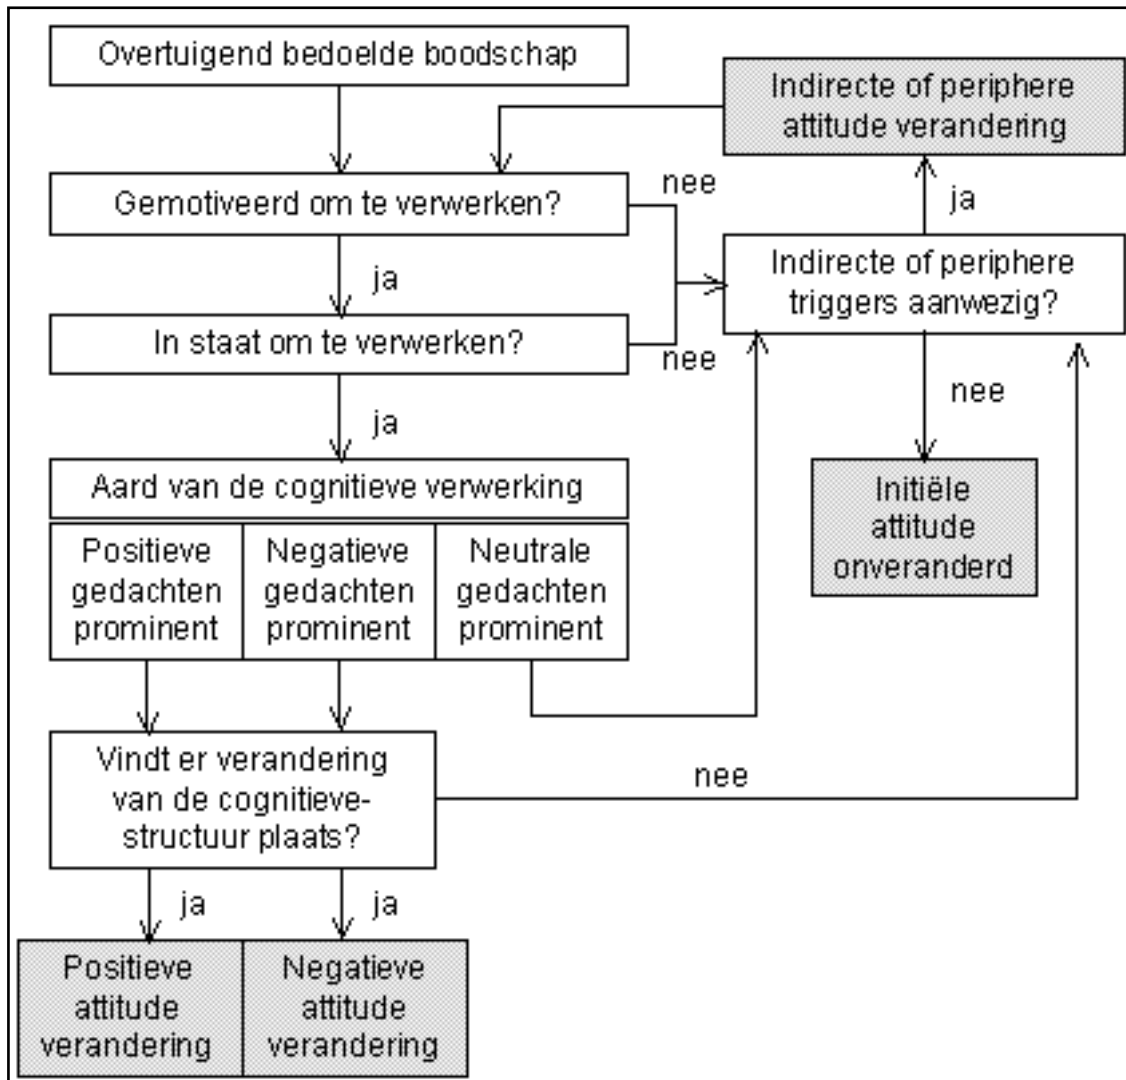 Overtuigend bedoelde boodschap
Indirecte of periphere
attitude verandering
Gemotiveerd om te verwerken?
nee
ja
Indirecte of periphere
triggers aanwezig?
ja
In staat om te verwerken?
nee
nee
ja
Aard van de cognitieve verwerking
Positieve
gedachten
prominent
Negatieve
gedachten
prominent
Neutrale
gedachten
prominent
Initiële
attitude
onveranderd
Vindt er verandering
van de cognitieve-
structuur plaats?
nee
ja
ja
Positieve
attitude
verandering
Negatieve
attitude
verandering